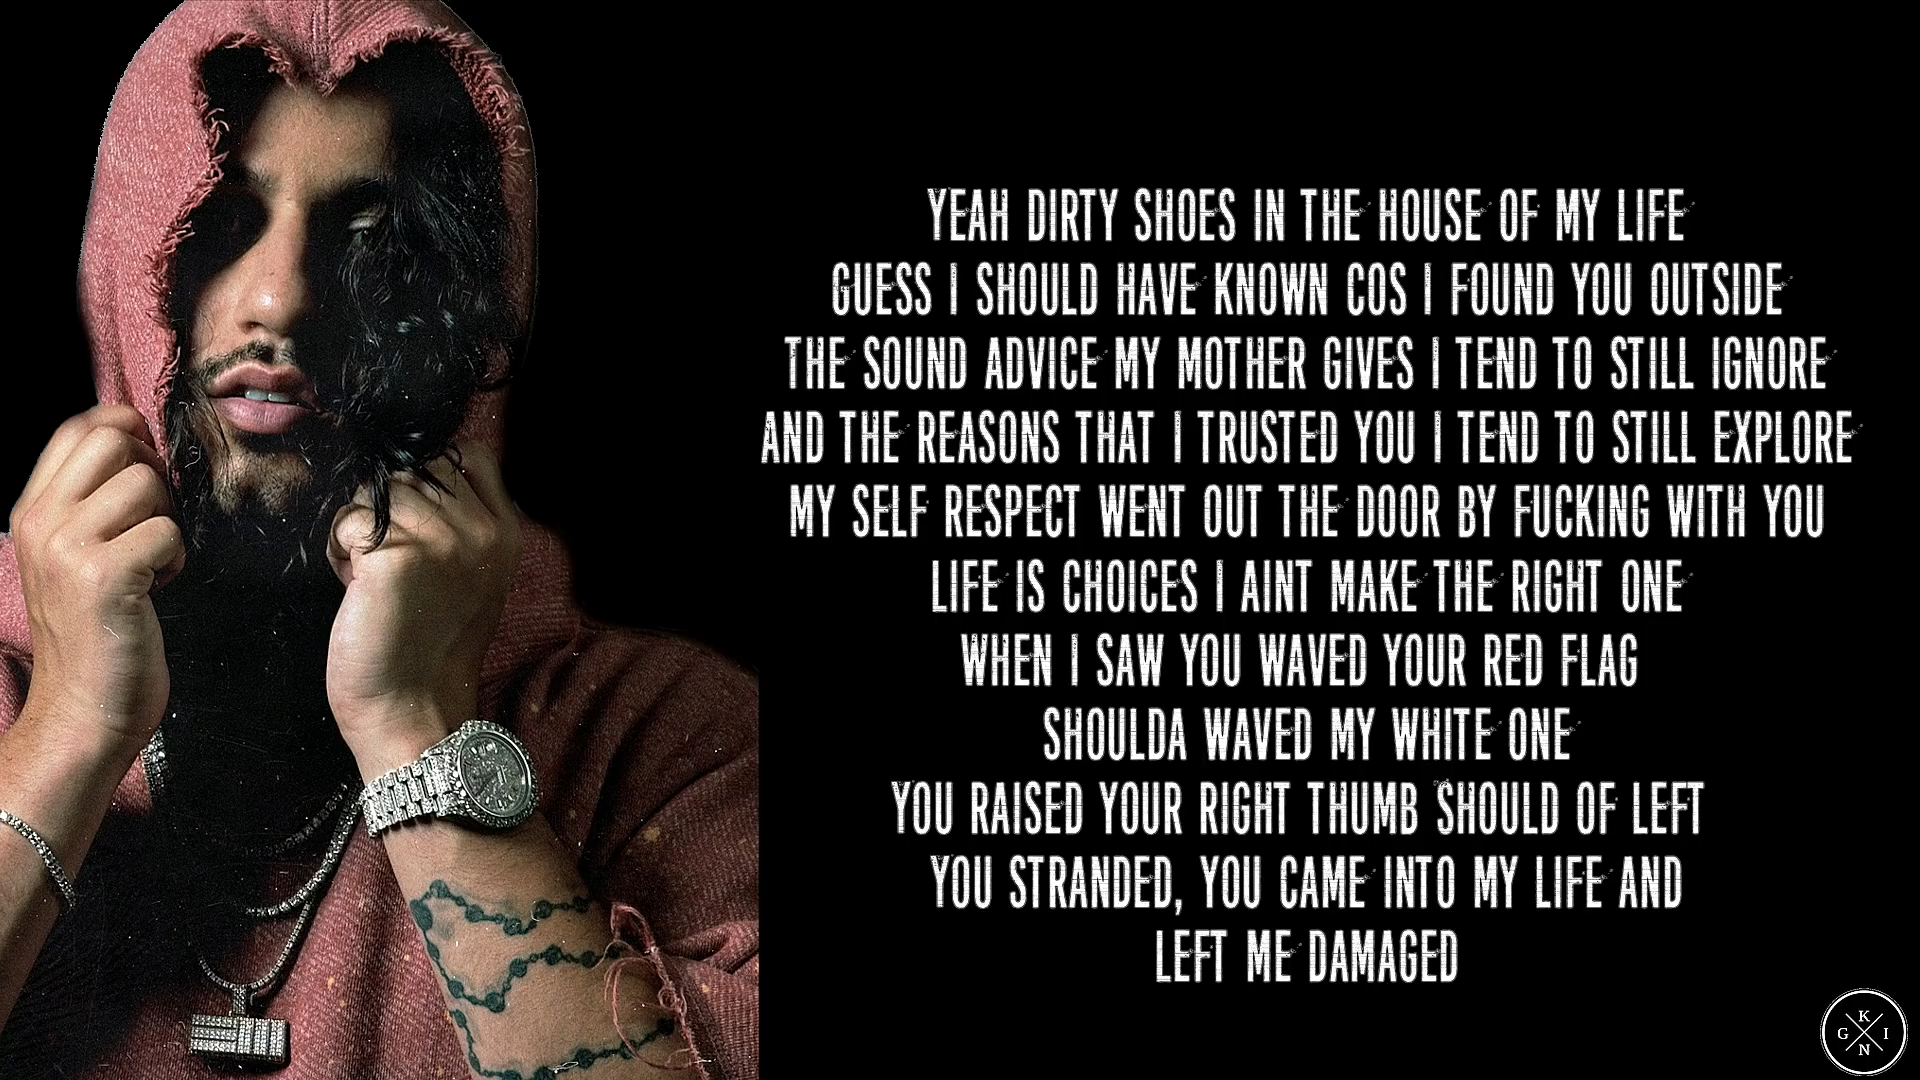 YEAH DIRTY SHOES IN THE HOUSE OF MY LIFE
GUESS I SHOULD HAVE KNOWN COS I FOUND YOU OUTSIDE
THE SOUND ADVICE MY MOTHER GIVES I TEND TO STILL IGNORE
AND THE REASONS THAT I TRUSTED YOU I TEND TO STILL EXPLORE
MY SELF RESPECT WENT OUT THE DOOR BY FUCKING WITH YOU
LIFE IS CHOICES I AINT MAKE THE RIGHT ONE
WHEN I SAW YOU WAVED YOUR RED FLAG
SHOULDA WAVED MY WHITE ONE
YOU RAISED YOUR RIGHT THUMB SHOULD OF LEFT
YOU STRANDED, YOU CAME INTO MY LIFE AND
LEFT ME DAMAGED
K
G I
N